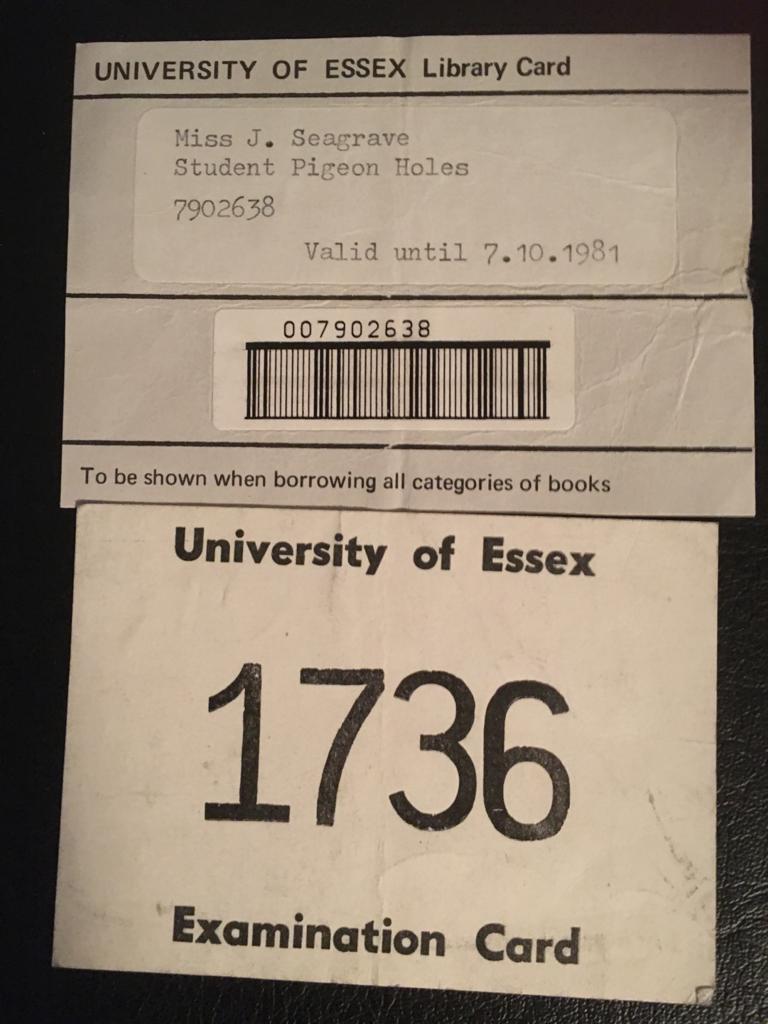 UNIVERSITY OF ESSEX Library Card
Miss J. Seagrave
Student Pigeon Holes
7902638
Valid until 7.10.1981
007902638
To be shown when borrowing all categories of books
University of Essex
1736
Examination Card